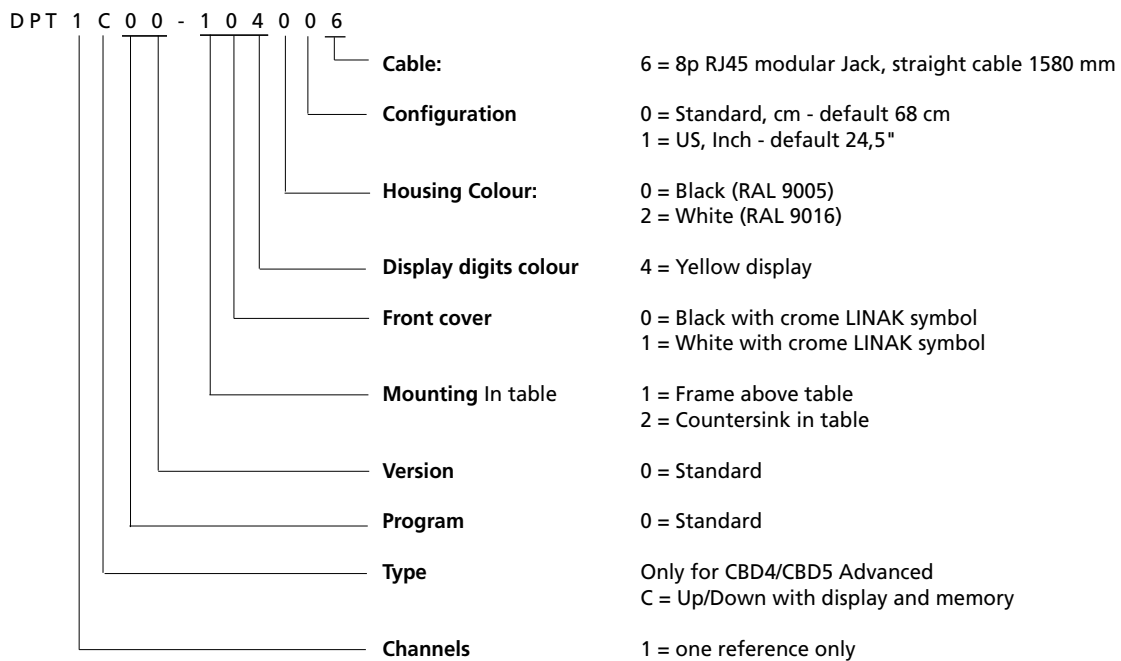 DPT 1 C 0 0 - 1 0 4 0 0 6
Cable: 6 = 8p RJ45 modular Jack, straight cable 1580 mm
Configuration 0 = Standard, cm - default 68 cm
1 = US, Inch - default 24,5"
Housing Colour: 0 = Black (RAL 9005)
2 = White (RAL 9016)
Display digits colour 4 = Yellow display
Front cover 0 = Black with crome LINAK symbol
1 = White with crome LINAK symbol
Mounting In table 1 = Frame above table
2 = Countersink in table
Version 0 = Standard
Program 0 = Standard
Type Only for CBD4/CBD5 Advanced
C = Up/Down with display and memory
Channels 1 = one reference only